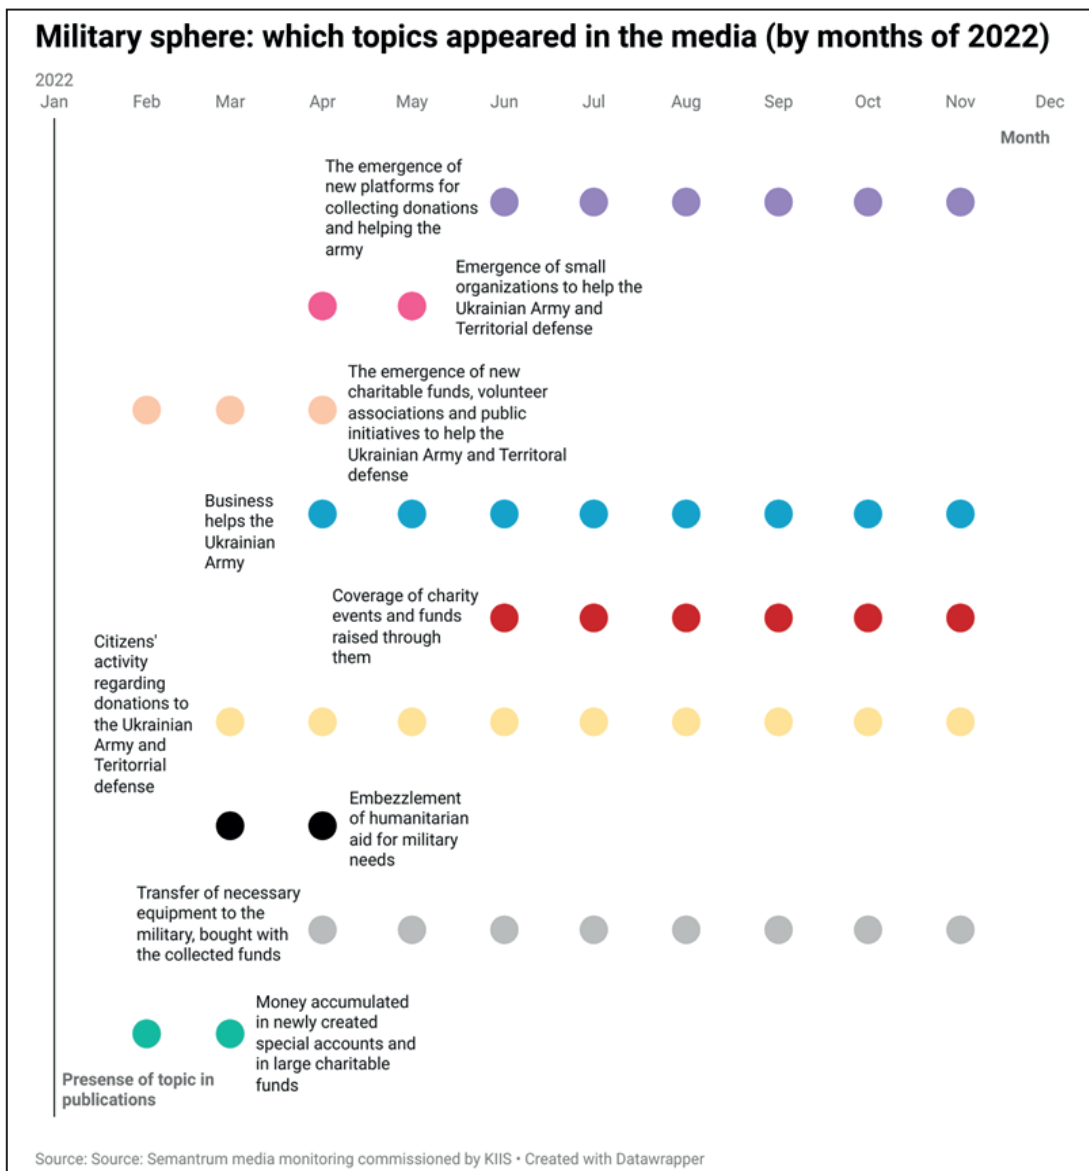 Military sphere: which topics appeared in the media (by months of 2022)
2022
Jan Feb Mar Apr May Jun Jul Aug Sep Oct Nov Dec
Month
The emergence of
new platforms for
collecting donations
and helping the
army
Emergence of small
organizations to help the
Ukrainian Army and
Territorial defense
The emergence of new
charitable funds, volunteer
associations and public
initiatives to help the
Ukrainian Army and Territoral
defense
Business
helps the
Ukrainian
Army
Coverage of charity
events and funds
raised through
them
Citizens'
activity
regarding
donations to
the Ukrainian
Army and
Teritorrial
defense
Embezzlement
of humanitarian
aid for military
needs
Transfer of necessary
equipment to the
military, bought with
the collected funds
Money accumulated
in newly created
special accounts and
in large charitable
funds
Presense of topic in
publications
Source: Source: Semantrum media monitoring commissioned by KIIS • Created with Datawrapper